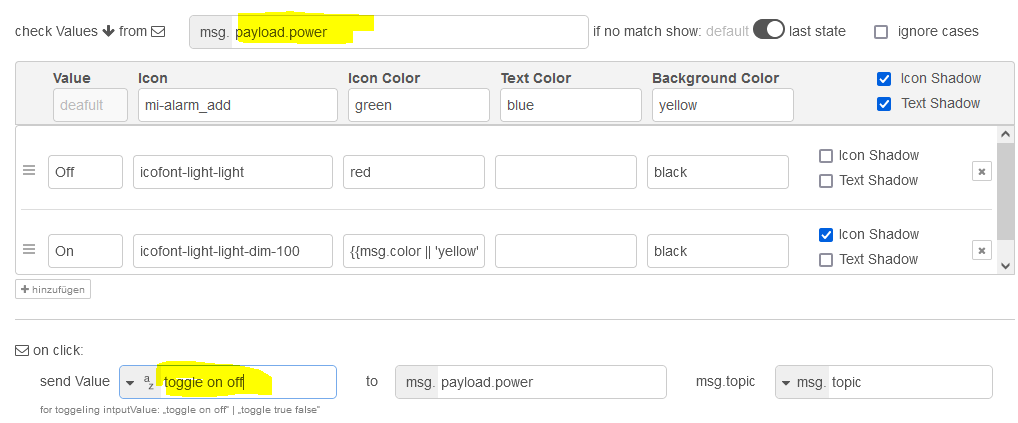 check Values from msg. payload.power if no match show: default last state ignore cases
Value Icon Icon Color Text Color Background Color Icon Shadow
deafult mi-alarm_add green blue yellow Text Shadow
Off icofont-light-light red black Icon Shadow
Text Shadow
On icofont-light-light-dim-100 {{msg.color || 'yellow' black Icon Shadow
Text Shadow
hinzufügen
on click:
send Value az toggle on off to msg. payload.power msg.topic msg. topic
for toggeling intputValue: „toggle on off" | „toggle true false"